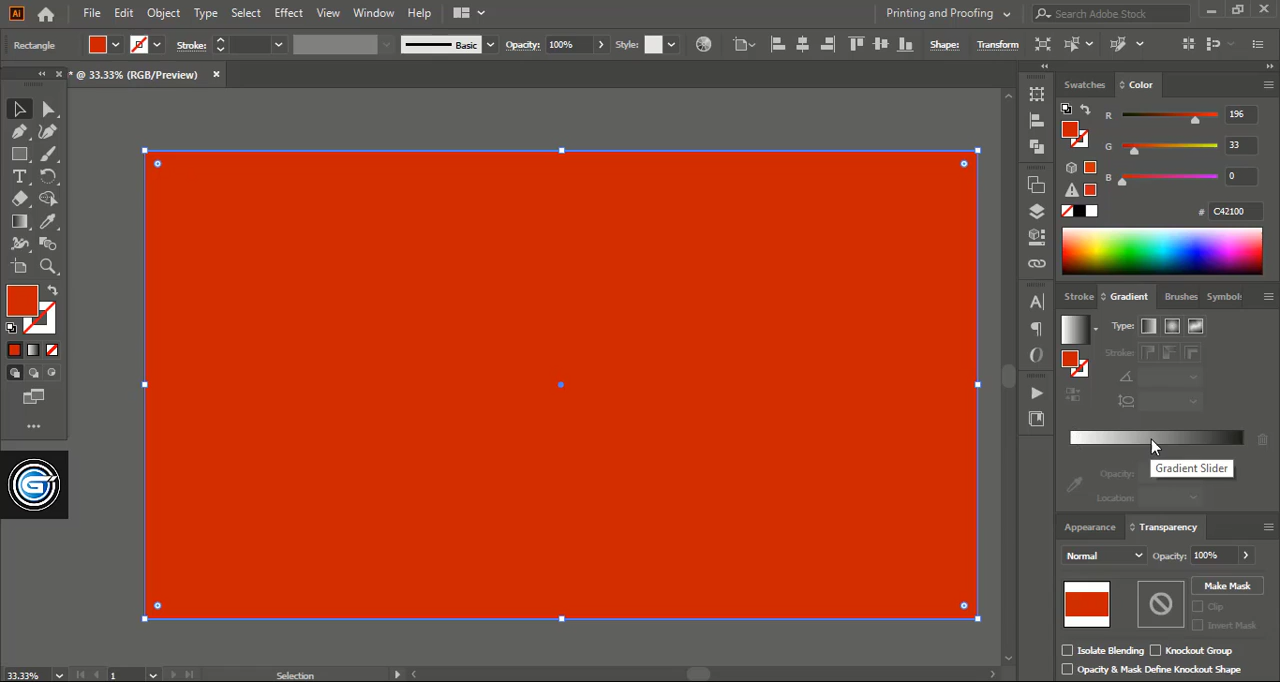 Ai File Edit Object Type Select Effect View Window Help Printing and Proofing Search Adobe Stock
Rectangle Stroke: Basic Opacity: 100% Style: Shape: Transform
* @ 33.33% (RGB/Preview)
Swatches Color
R 196
G 33
B 0
# C42100
Stroke Gradient Brushes Symbols
Type:
Stroke:
Gradient Slider
Opacity:
Location:
Appearance Transparency
Normal Opacity: 100%
Make Mask
Clip
Invert Mask
Isolate Blending Knockout Group
Opacity & Mask Define Knockout Shape
33.33% 1 Selection